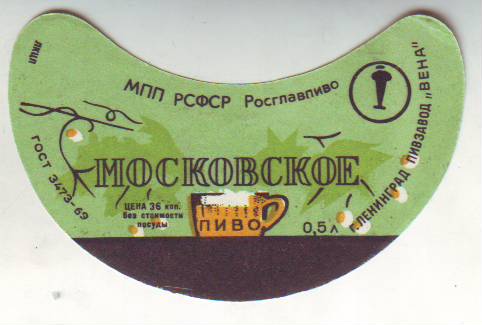 ЛКЦП
МПП РСФСР Росглавпиво
ГОСТ 3473-69
МОСКОВСКОЕ
ЦЕНА 36 коп.
без стоимости
посуды
ПИВО
0,5 л
г. ЛЕНИНГРАД ПИВЗАВОД „ВЕНА"